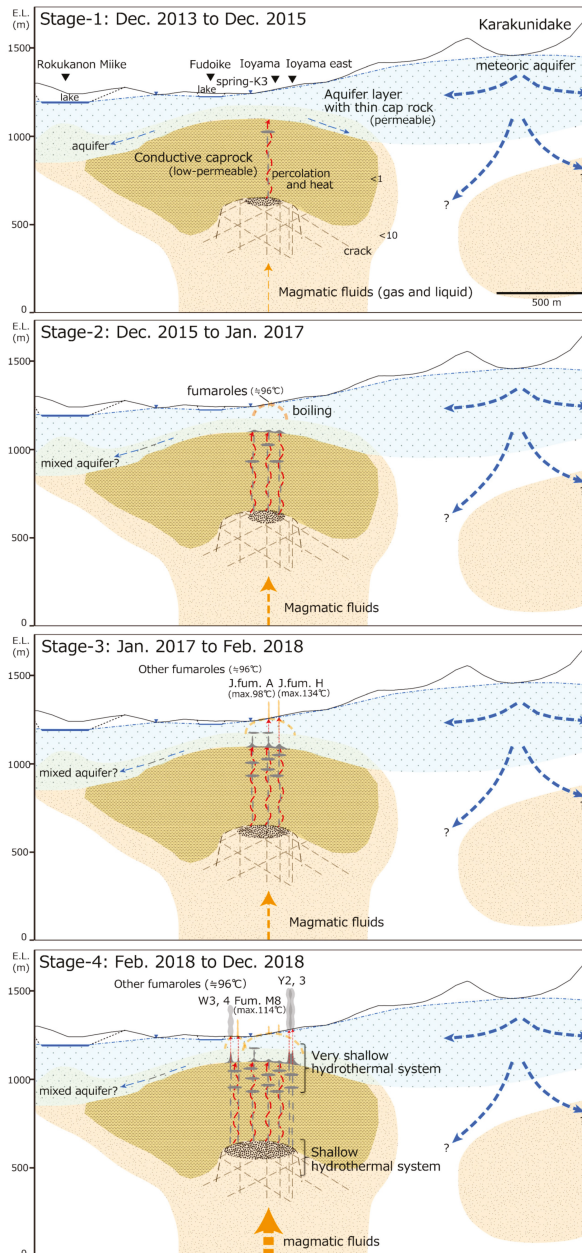 Stage-1: Dec. 2013 to Dec. 2015
E.L.
(m)
Karakunidake
1500
Rokukanon Miike
Fudoike
Ioyama
Ioyama east
spring-K3
meteoric aquifer
lake
lake
Aquifer layer
with thin cap rock
(permeable)
1000
aquifer
Conductive caprock
(low-permeable)
percolation
and heat
<1
?
500
<10
crack
Magmatic fluids (gas and liquid)
500 m
0
Stage-2: Dec. 2015 to Jan. 2017
E.L.
(m)
1500
fumaroles (≒96℃)
boiling
1000
mixed aquifer?
?
500
Magmatic fluids
0
Stage-3: Jan. 2017 to Feb. 2018
E.L.
(m)
Other fumaroles (≒96℃)
1500
J.fum. A
(max.98℃)
J.fum. H
(max.134℃)
1000
mixed aquifer?
?
500
Magmatic fluids
0
Stage-4: Feb. 2018 to Dec. 2018
E.L.
(m)
Other fumaroles (≒96℃)
Y2, 3
1500
W3, 4 Fum. M8
(max.114℃)
Very shallow
hydrothermal system
1000
mixed aquifer?
?
Shallow
hydrothermal system
500
magmatic fluids
0